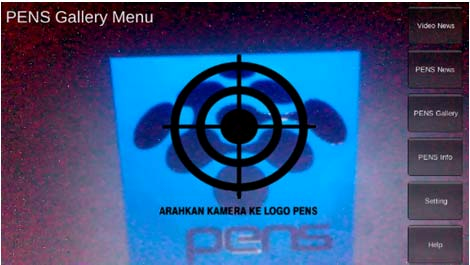 PENS Gallery Menu
Video News
PENS News
PENS Gallery
PENS Info
Setting
Help
ARAHKAN KAMERA KE LOGO PENS
pens